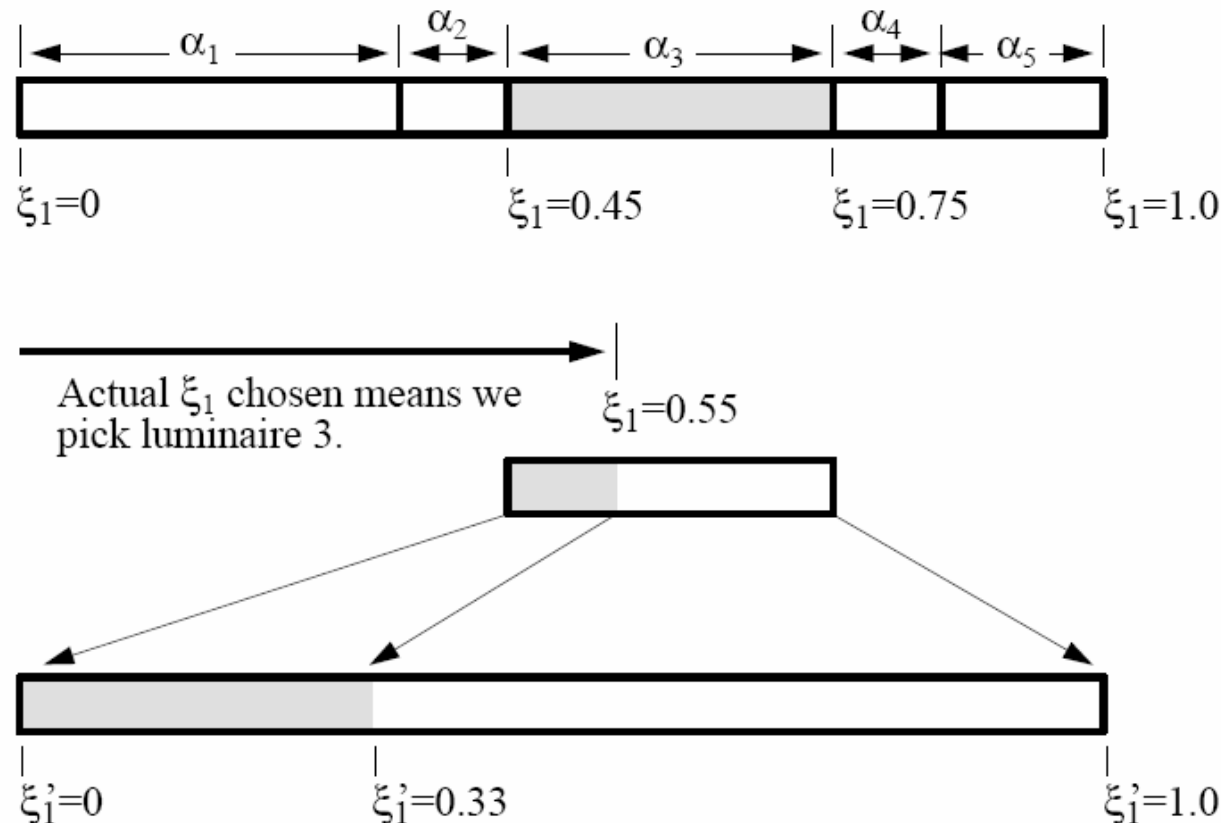 α₁ α₂ α₃ α₄ α₅
ξ₁=0 ξ₁=0.45 ξ₁=0.75 ξ₁=1.0
Actual ξ₁ chosen means we
pick luminaire 3.
ξ₁=0.55
ξ₁'=0 ξ₁'=0.33 ξ₁'=1.0